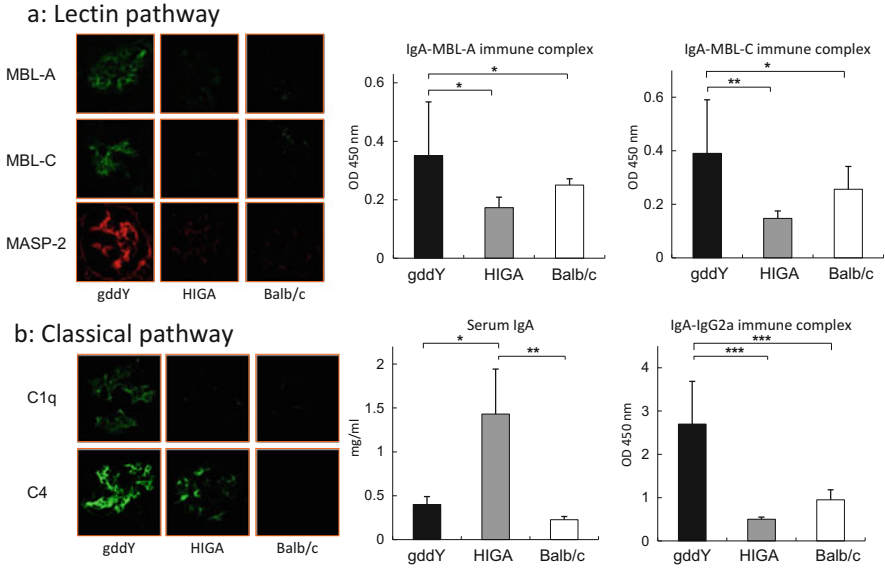 a: Lectin pathway
MBL-A
MBL-C
MASP-2
gddY HIGA Balb/c
IgA-MBL-A immune complex
* 
*
0.6
0.4
0.2
0
OD 450 nm
gddY HIGA Balb/c
IgA-MBL-C immune complex
*
**
0.6
0.4
0.2
0
OD 450 nm
gddY HIGA Balb/c
b: Classical pathway
C1q
C4
gddY HIGA Balb/c
Serum IgA
* **
2
1.5
1
0.5
0
mg/ml
gddY HIGA Balb/c
IgA-IgG2a immune complex
***
***
4
3
2
1
0
OD 450 nm
gddY HIGA Balb/c